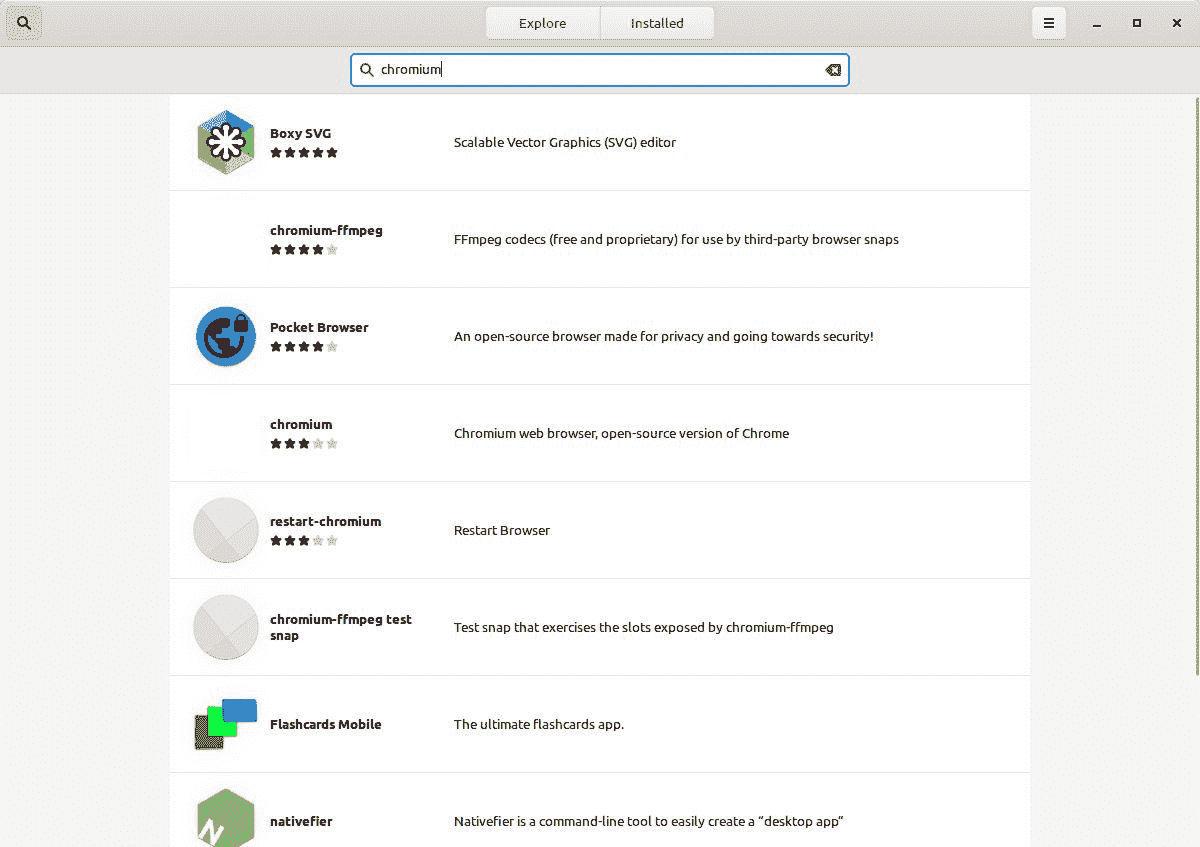 Explore
Installed
chromium
Boxy SVG
Scalable Vector Graphics (SVG) editor
chromium-ffmpeg
FFmpeg codecs (free and proprietary) for use by third-party browser snaps
Pocket Browser
An open-source browser made for privacy and going towards security!
chromium
Chromium web browser, open-source version of Chrome
restart-chromium
Restart Browser
chromium-ffmpeg test
snap
Test snap that exercises the slots exposed by chromium-ffmpeg
Flashcards Mobile
The ultimate flashcards app.
N
nativefier
Nativefier is a command-line tool to easily create a “desktop app”